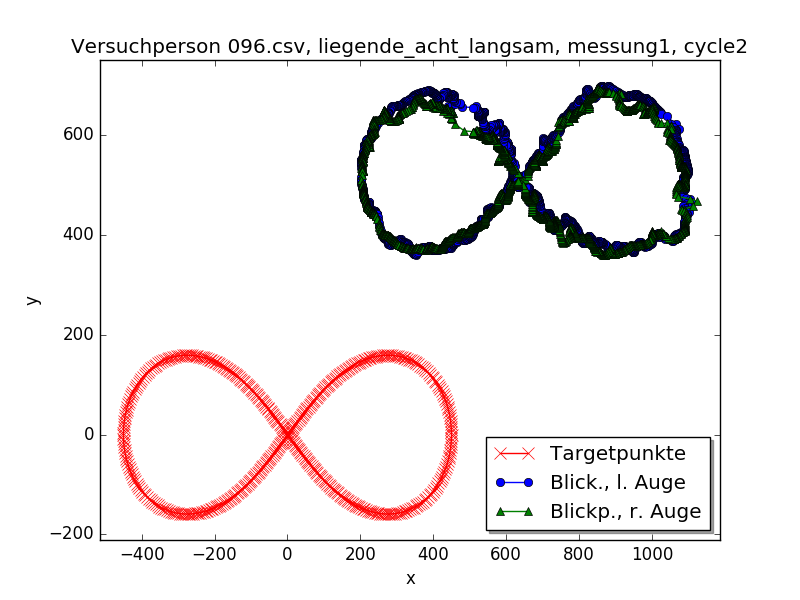 Versuchperson 096.csv, liegende_acht_langsam, messung1, cycle2
y
600
400
200
0
−200
−400
−200
0
200
400
600
800
1000
x
Targetpunkte
Blick., l. Auge
Blickp., r. Auge